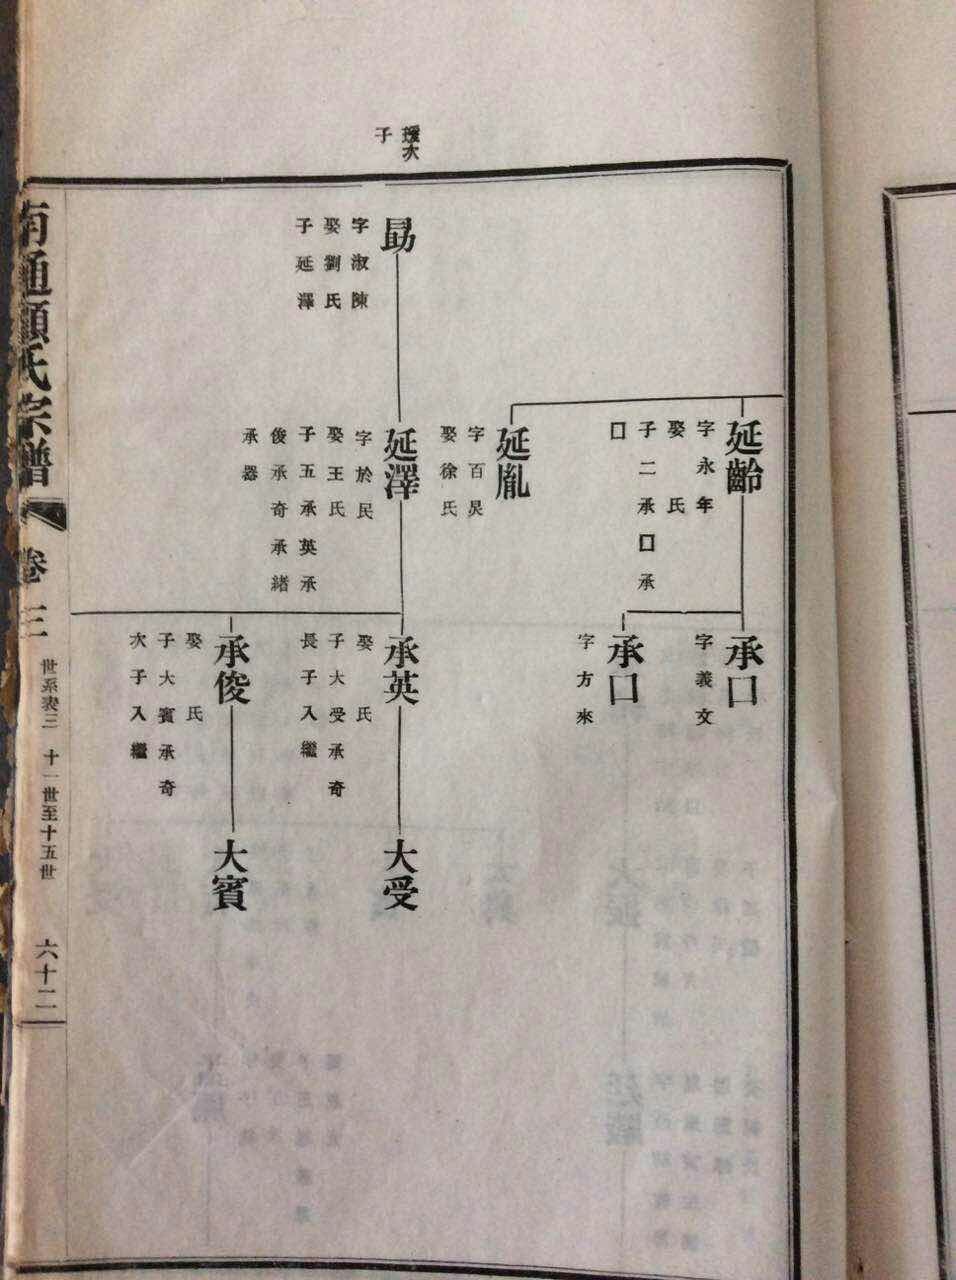 瑷次
子
勗
字淑陳
娶劉氏
子延澤
延齡
字永年
娶　氏
子二承口承
口
延胤
字百昃
娶徐氏
延澤
字於民
娶王氏
子五承英承
俊承奇承緒
承器
承口
字義文
承口
字方來
承英
娶　氏
子大受承奇
長子入繼
承俊
娶　氏
子大賓承奇
次子入繼
大受
大賓
南通顧氏宗譜
卷三
世系表三　十一世至十五世
六十二